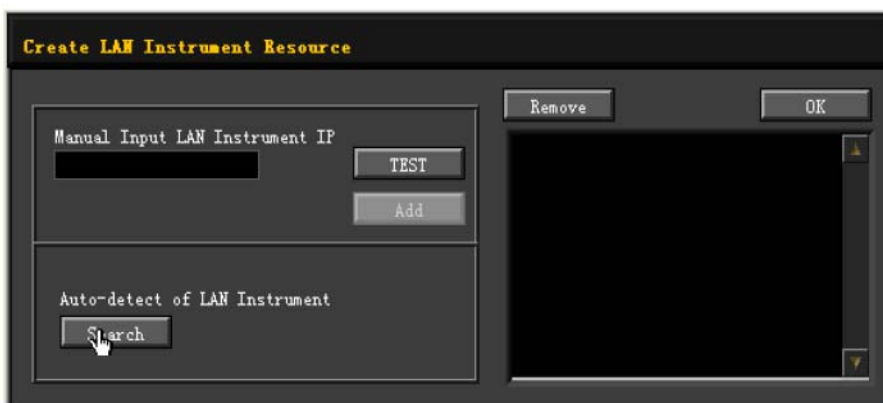 Create LAN Instrument Resource
Remove
OK
Manual Input LAN Instrument IP
TEST
Add
Auto-detect of LAN Instrument
Search